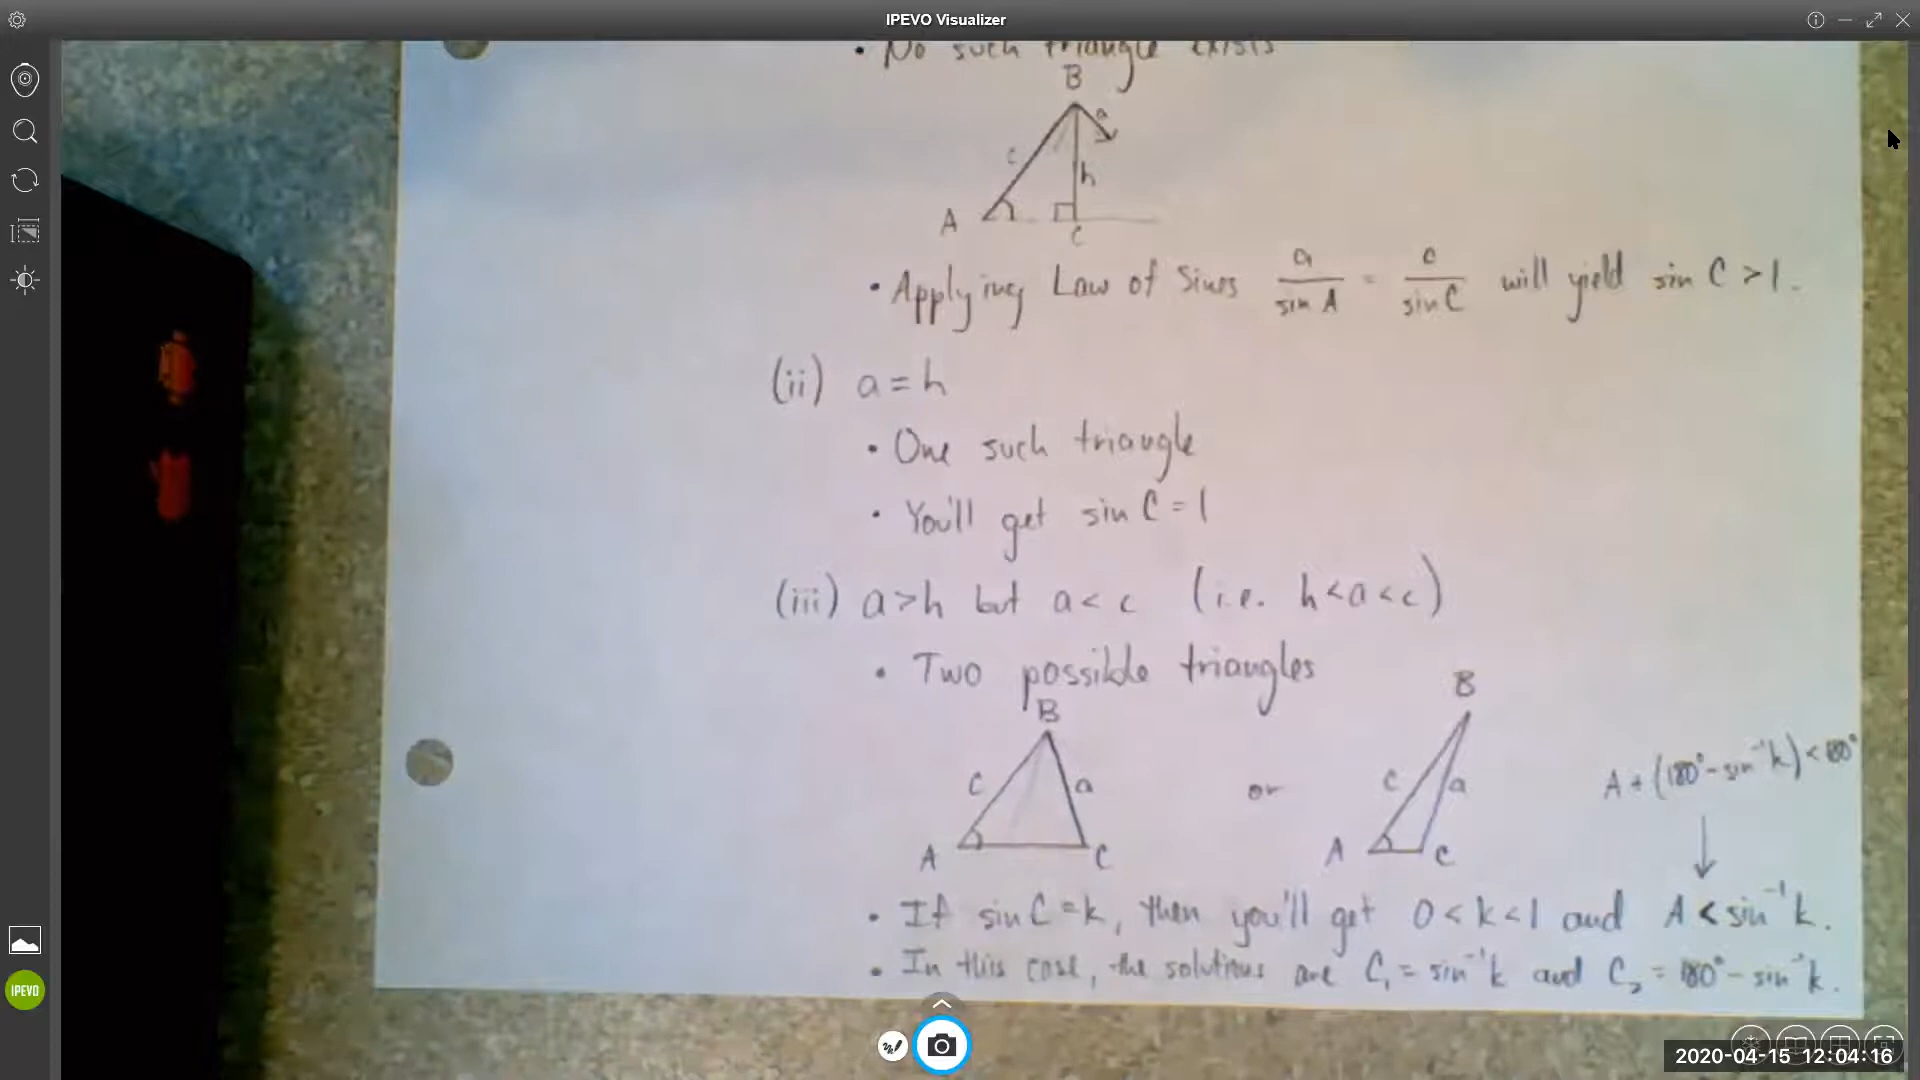 IPEVO Visualizer
• No such triangle exists
B
a
c
h
A
C
• Applying Law of Sines a/sin A = c/sin C will yield sin C > 1.
(ii) a = h
• One such triangle
• You'll get sin C = 1
(iii) a > h but a < c (i.e. h < a < c)
• Two possible triangles
B
B
c
a
or
c
a
A + (180° - sin⁻¹k) < 180°
↓
A
C
A
C
• If sin C = k, then you'll get 0 < k < 1 and A < sin⁻¹k.
• In this case, the solutions are C₁ = sin⁻¹k and C₂ = 180° - sin⁻¹k.
IPEVO
2020-04-15 12:04:16